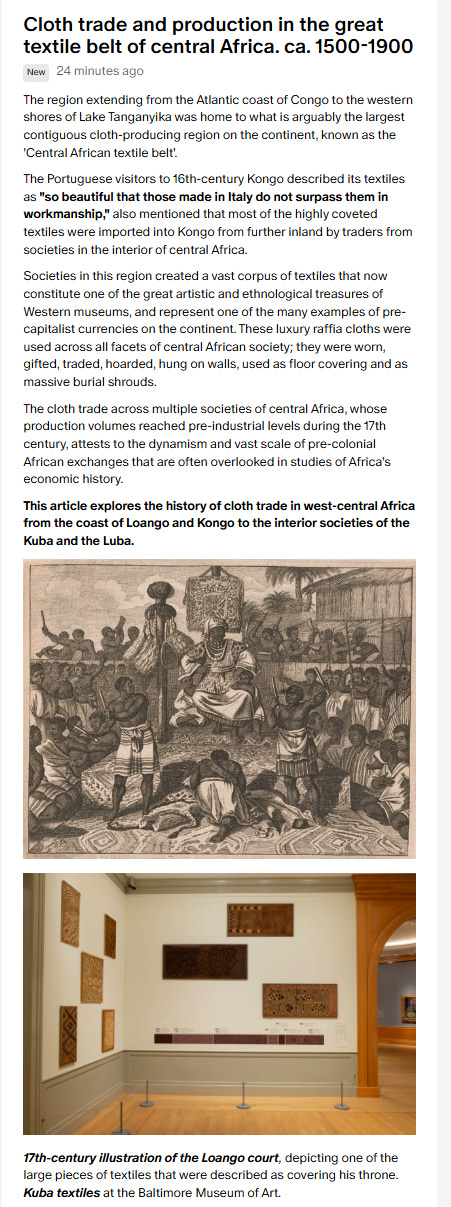 Cloth trade and production in the great
textile belt of central Africa. ca. 1500-1900
New 24 minutes ago
The region extending from the Atlantic coast of Congo to the western
shores of Lake Tanganyika was home to what is arguably the largest
contiguous cloth-producing region on the continent, known as the
'Central African textile belt'.
The Portuguese visitors to 16th-century Kongo described its textiles
as "so beautiful that those made in Italy do not surpass them in
workmanship," also mentioned that most of the highly coveted
textiles were imported into Kongo from further inland by traders from
societies in the interior of central Africa.
Societies in this region created a vast corpus of textiles that now
constitute one of the great artistic and ethnological treasures of
Western museums, and represent one of the many examples of pre-
capitalist currencies on the continent. These luxury raffia cloths were
used across all facets of central African society; they were worn,
gifted, traded, hoarded, hung on walls, used as floor covering and as
massive burial shrouds.
The cloth trade across multiple societies of central Africa, whose
production volumes reached pre-industrial levels during the 17th
century, attests to the dynamism and vast scale of pre-colonial
African exchanges that are often overlooked in studies of Africa's
economic history.
This article explores the history of cloth trade in west-central Africa
from the coast of Loango and Kongo to the interior societies of the
Kuba and the Luba.
17th-century illustration of the Loango court, depicting one of the
large pieces of textiles that were described as covering his throne.
Kuba textiles at the Baltimore Museum of Art.